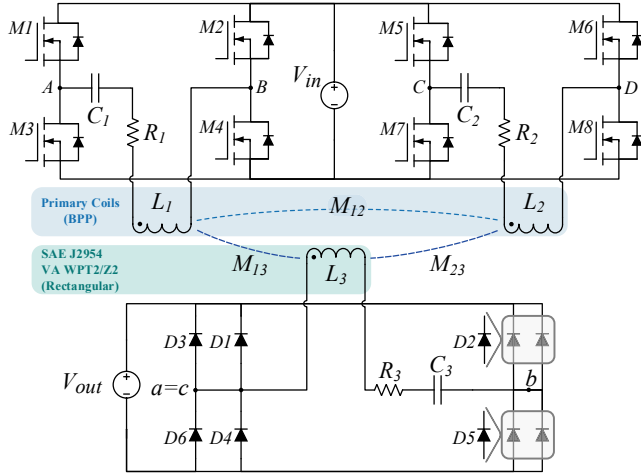 M1
M2
M5
M6
A
B
C
D
C1
R1
Vin
C2
R2
M3
M4
M7
M8
Primary Coils
(BPP)
L1
M12
L2
SAE J2954
VA WPT2/Z2
(Rectangular)
M13
L3
M23
D3
D1
D2
Vout
a=c
R3
C3
b
D6
D4
D5